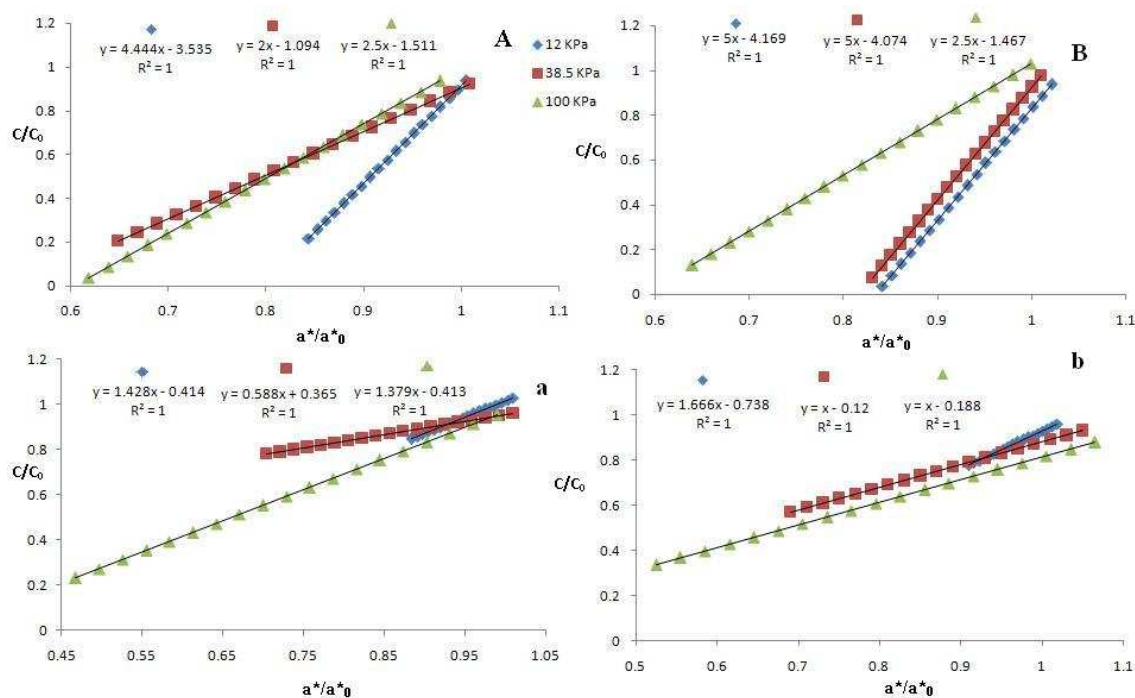 1.2
1
0.8
C/C₀
0.6
0.4
0.2
0
y = 4.444x - 3.535
R² = 1
y = 2x - 1.094
R² = 1
y = 2.5x - 1.511
R² = 1
A
12 KPa
38.5 KPa
100 KPa
0.6 0.7 0.8 0.9 1 1.1
a*/a*₀
1.2
1
0.8
C/C₀
0.6
0.4
0.2
0
y = 5x - 4.169
R² = 1
y = 5x - 4.074
R² = 1
y = 2.5x - 1.467
R² = 1
B
0.6 0.7 0.8 0.9 1 1.1
a*/a*₀
1.2
1
C/C₀
0.8
0.6
0.4
0.2
0
y = 1.428x - 0.414
R² = 1
y = 0.588x + 0.365
R² = 1
y = 1.379x - 0.413
R² = 1
a
0.45 0.55 0.65 0.75 0.85 0.95 1.05
a*/a*₀
1.2
1
0.8
C/C₀
0.6
0.4
0.2
0
y = 1.666x - 0.738
R² = 1
y = x - 0.12
R² = 1
y = x - 0.188
R² = 1
b
0.5 0.6 0.7 0.8 0.9 1 1.1
a*/a*₀